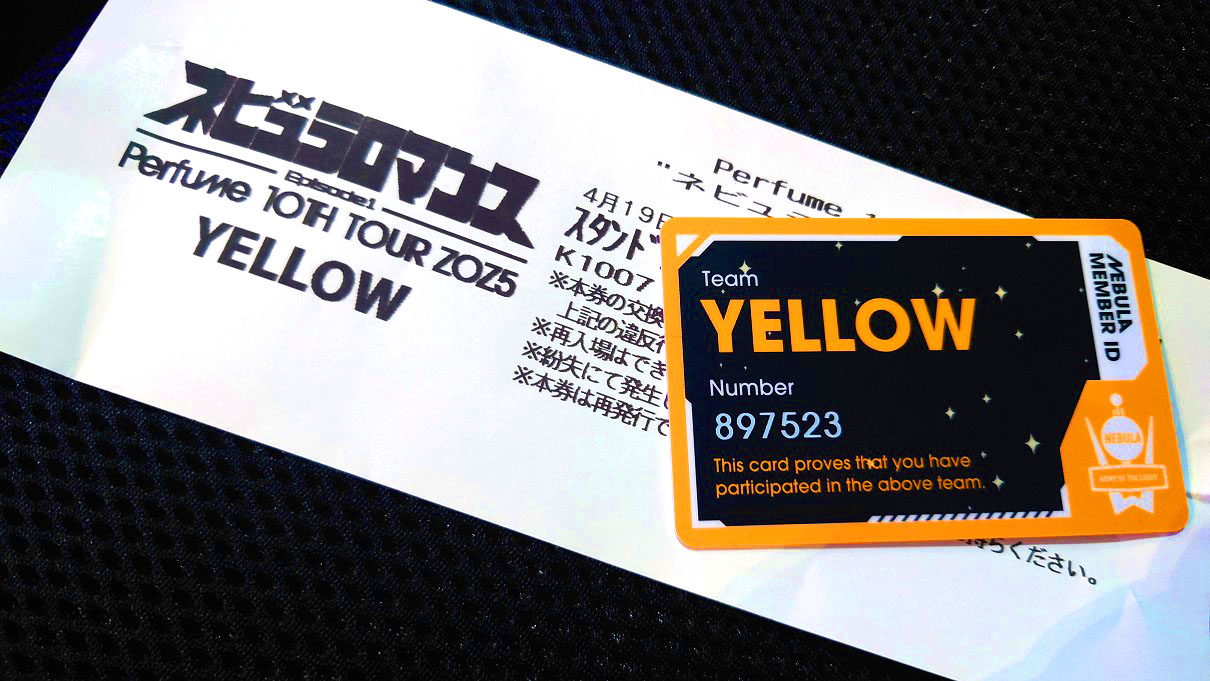 ネビュラロマンス
Episode1
Perfume 10TH TOUR ZOZ5
YELLOW
Perfume
"ネビュ
4月19日
スタンド
K1007
※本券の交換
上記の違反行
※再入場はでき
※紛失にて発生し
※本券は再発行で
ください。
Team
YELLOW
Number
897523
This card proves that you have
participated in the above team.
NEBULA
MEMBER ID
NEBULA